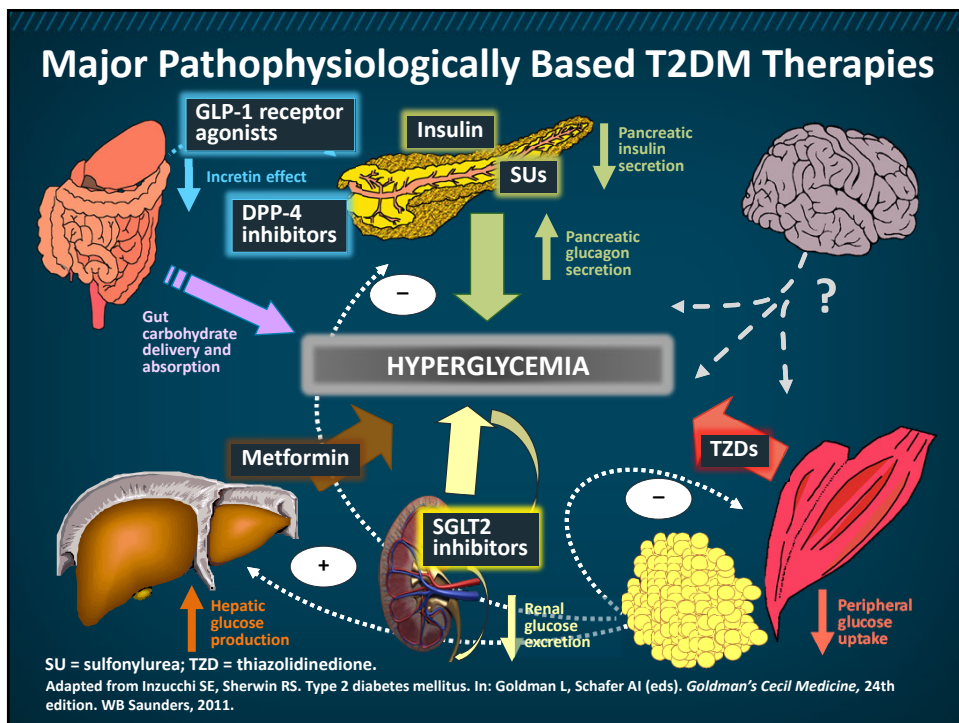 Major Pathophysiologically Based T2DM Therapies
GLP-1 receptor
agonists
Insulin
Pancreatic
insulin
secretion
SUs
Incretin effect
DPP-4
inhibitors
Pancreatic
glucagon
secretion
–
?
Gut
carbohydrate
delivery and
absorption
HYPERGLYCEMIA
Metformin
TZDs
–
SGLT2
inhibitors
+
Hepatic
glucose
production
Renal
glucose
excretion
Peripheral
glucose
uptake
SU = sulfonylurea; TZD = thiazolidinedione.
Adapted from Inzucchi SE, Sherwin RS. Type 2 diabetes mellitus. In: Goldman L, Schafer AI (eds). Goldman's Cecil Medicine, 24th
edition. WB Saunders, 2011.